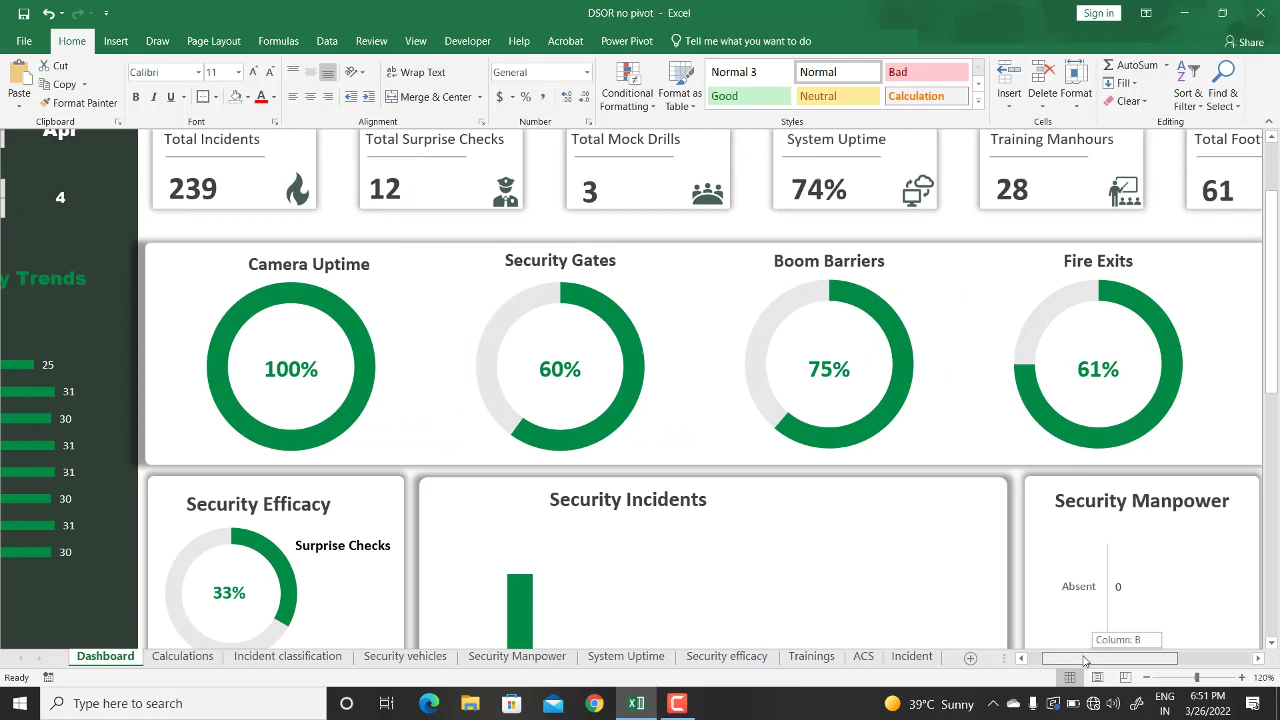 DSOR no pivot - Excel
Sign in
File Home Insert Draw Page Layout Formulas Data Review View Developer Help Acrobat Power Pivot Tell me what you want to do Share
Paste
Cut
Copy
Format Painter
Clipboard
Calibri 11
B I U
Font
Wrap Text
Merge & Center
Alignment
General
$ % ,
Number
Conditional Formatting
Format as Table
Normal 3 Normal Bad
Good Neutral Calculation
Styles
Insert Delete Format
Cells
AutoSum
Fill
Clear
Sort & Filter
Find & Select
Editing
Apr
4
y Trends
25
31
30
31
31
30
31
30
Total Incidents
239
Total Surprise Checks
12
Total Mock Drills
3
System Uptime
74%
Training Manhours
28
Total Foot
61
Camera Uptime
100%
Security Gates
60%
Boom Barriers
75%
Fire Exits
61%
Security Efficacy
Surprise Checks
33%
Security Incidents
Security Manpower
Absent 0
Column: B
Dashboard Calculations Incident classification Security vehicles Security Manpower System Uptime Security efficacy Trainings ACS Incident
Ready
120%
Type here to search
39°C Sunny
ENG
IN
6:51 PM
3/26/2022